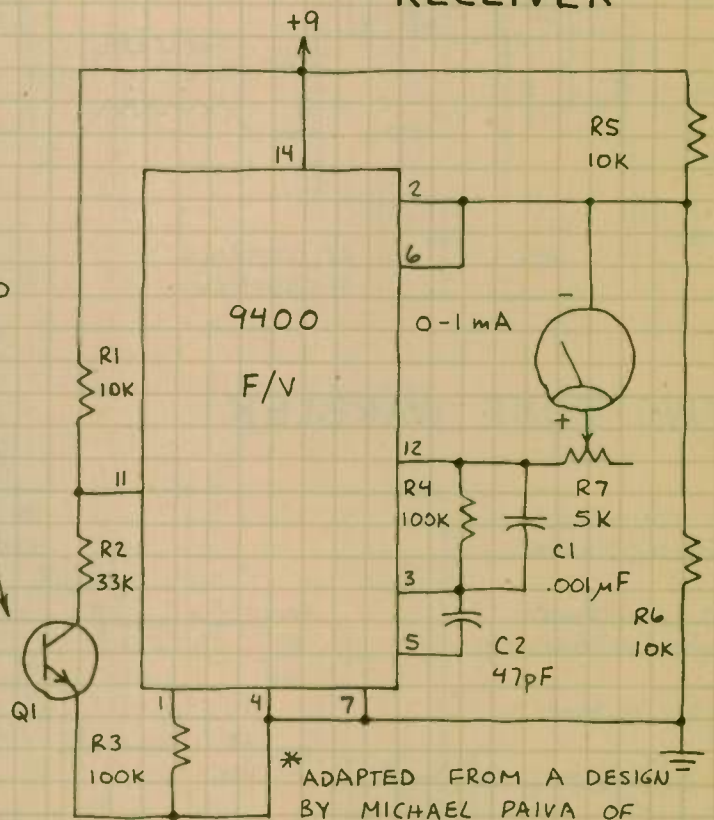 RECEIVER
+9
14
R5
10K
2
6
9400
F/V
0-1 mA
-
+
R1
10K
11
12
R4
100K
R7
5K
C1
.001µF
R2
33K
3
5
C2
47pF
R6
10K
Q1
1
4
7
R3
100K
*ADAPTED FROM A DESIGN
BY MICHAEL PAIVA OF